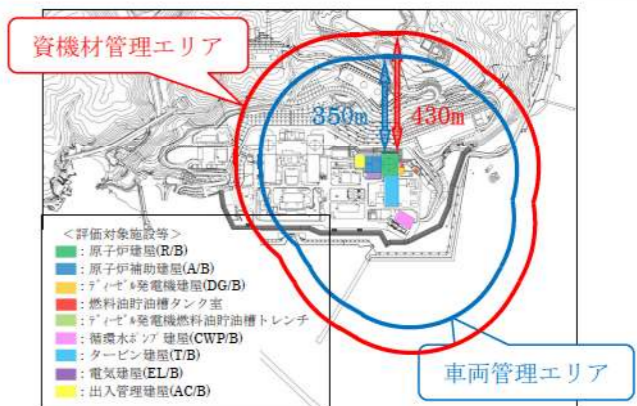 資機材管理エリア
350m
430m
<評価対象施設等>
：原子炉建屋(R/B)
：原子炉補助建屋(A/B)
：ディーゼル発電機建屋(DG/B)
：燃料油貯油槽タンク室
：ディーゼル発電機燃料油貯油槽トレンチ
：循環水ポンプ建屋(CWP/B)
：タービン建屋(T/B)
：電気建屋(EL/B)
：出入管理建屋(AC/B)
車両管理エリア